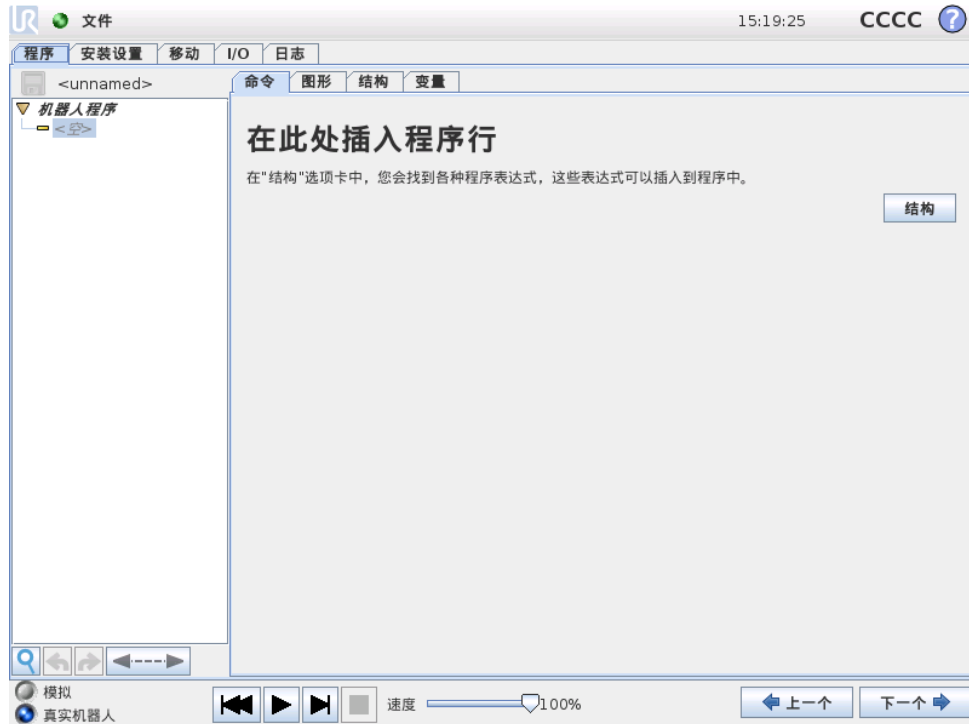 UR 文件 15:19:25 CCCC ?
程序 安装设置 移动 I/O 日志
<unnamed> 命令 图形 结构 变量
机器人程序
<空>
在此处插入程序行
在"结构"选项卡中，您会找到各种程序表达式，这些表达式可以插入到程序中。
结构
模拟
真实机器人
速度 100% 上一个 下一个